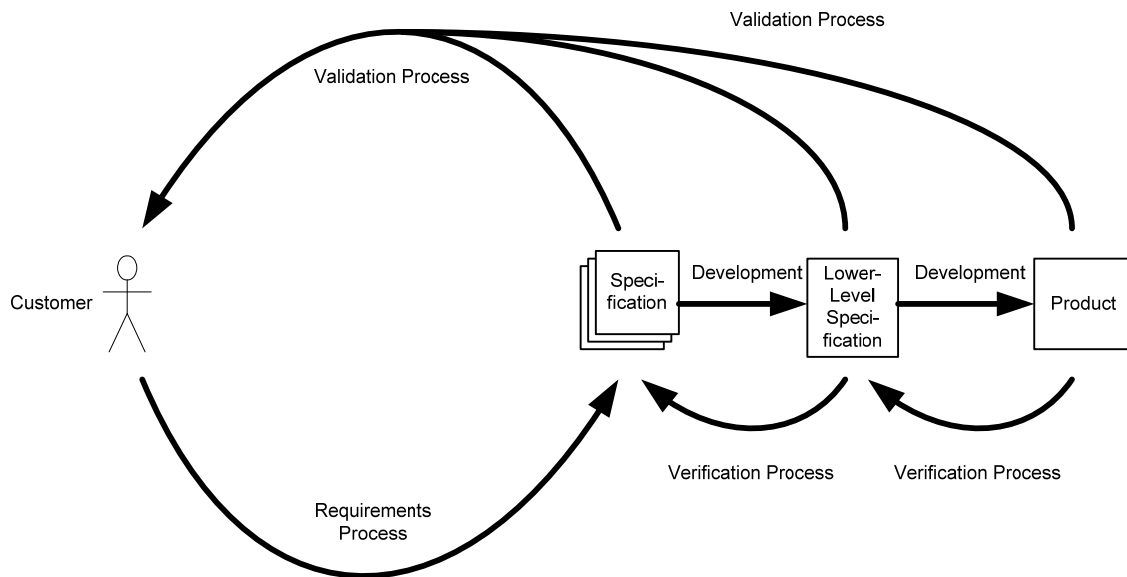 Validation Process
Validation Process
Customer
Speci-
fication
Development
Lower-
Level
Speci-
fication
Development
Product
Verification Process
Verification Process
Requirements
Process